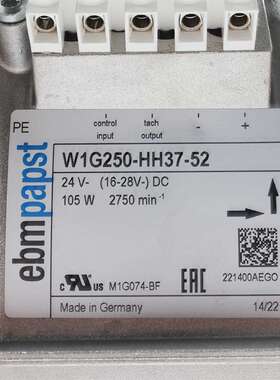 PE
control input
tach output
-
+
ebmpapst
W1G250-HH37-52
24 V- (16-28V-) DC
105 W 2750 min⁻¹
c RU us M1G074-BF EAC
221400AEGO
Made in Germany 14/22